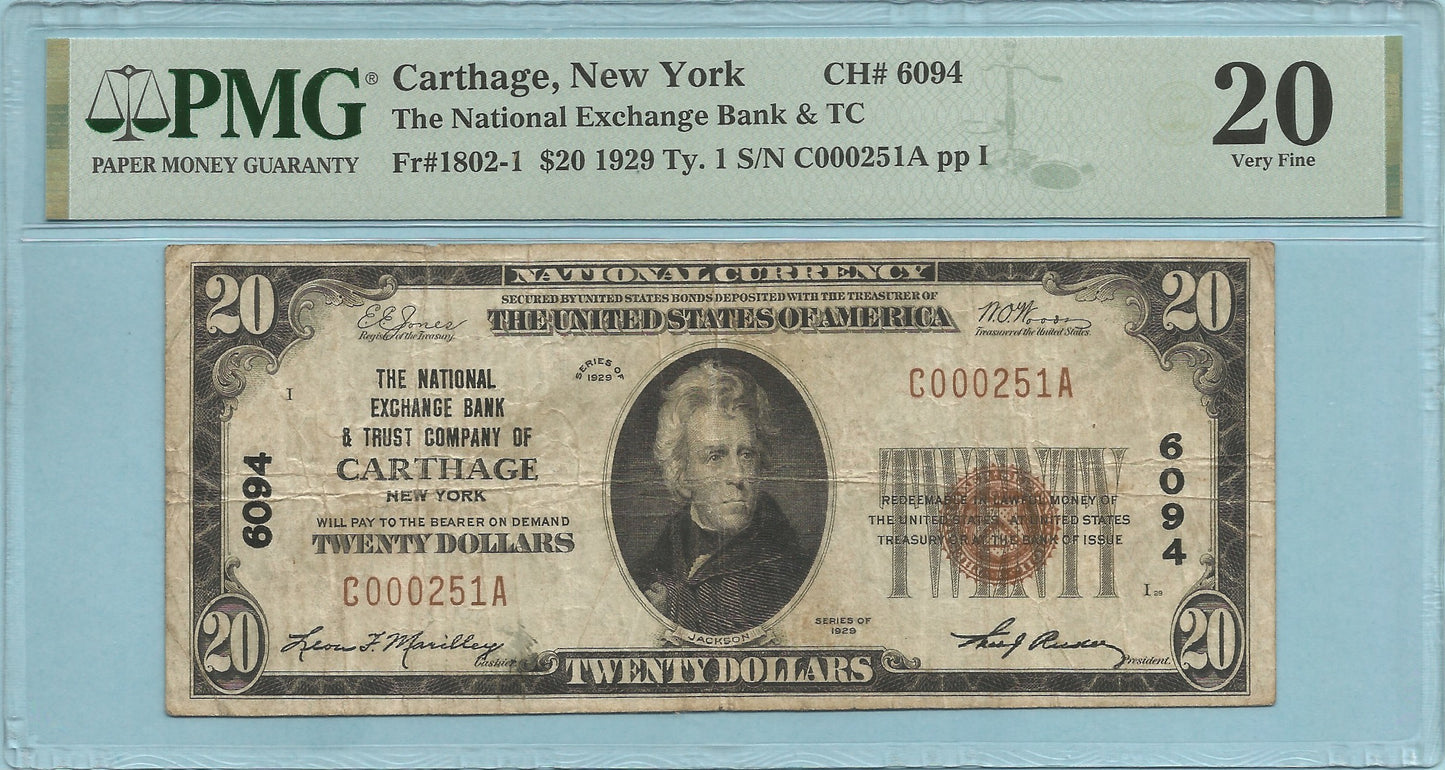 PMG®
PAPER MONEY GUARANTY
Carthage, New York CH# 6094
The National Exchange Bank & TC
Fr#1802-1 $20 1929 Ty. 1 S/N C000251A pp I
20
Very Fine
20 NATIONAL CURRENCY 20
SECURED BY UNITED STATES BONDS DEPOSITED WITH THE TREASURER OF
THE UNITED STATES OF AMERICA
E E Jones
Register of the Treasury.
W.O. Woods
Treasurer of the United States.
SERIES OF
1929
I
THE NATIONAL
EXCHANGE BANK
& TRUST COMPANY OF
CARTHAGE
NEW YORK
WILL PAY TO THE BEARER ON DEMAND
TWENTY DOLLARS
C000251A
6094
C000251A
6094
TWENTY
REDEEMABLE IN LAWFUL MONEY OF
THE UNITED STATES AT UNITED STATES
TREASURY OR AT THE BANK OF ISSUE
I 29
JACKSON
SERIES OF
1929
Leon F. Marilley
Cashier
President.
20 TWENTY DOLLARS 20